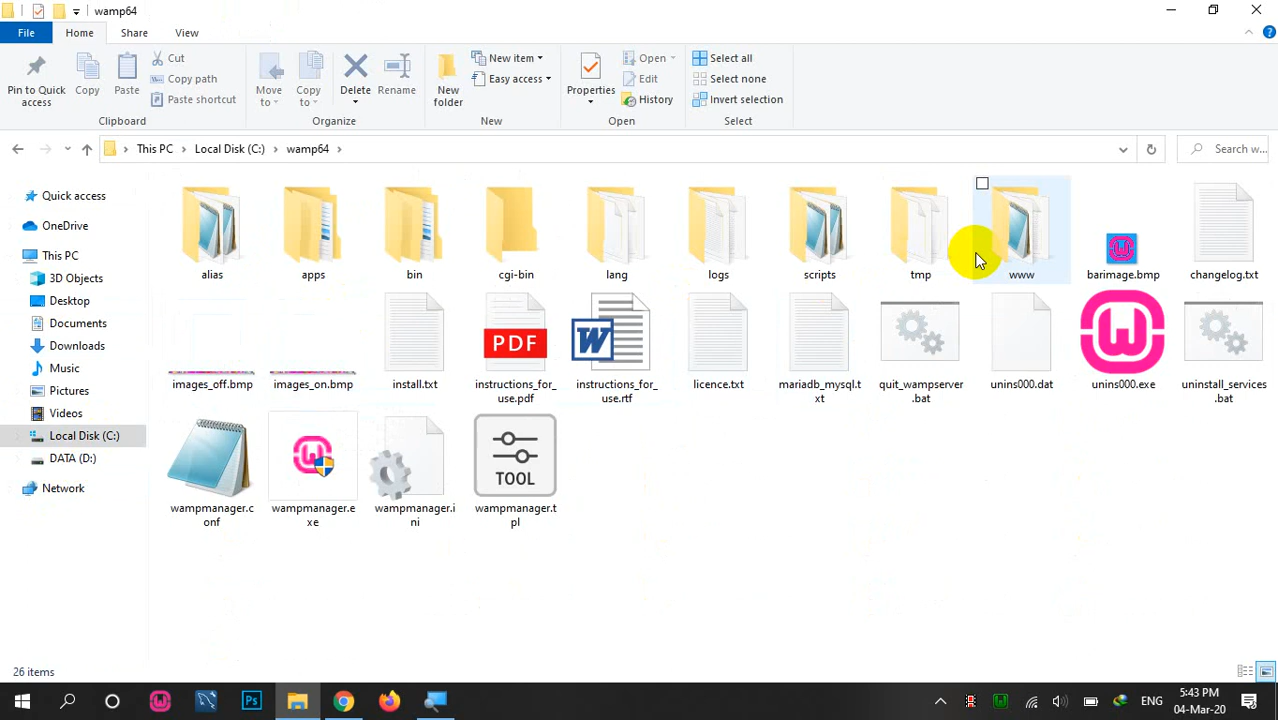 wamp64
File Home Share View
Pin to Quick access
Copy
Paste
Cut
Copy path
Paste shortcut
Clipboard
Move to
Copy to
Delete
Rename
Organize
New folder
New item
Easy access
New
Properties
Open
Edit
History
Open
Select all
Select none
Invert selection
Select
This PC > Local Disk (C:) > wamp64 >
Search w...
Quick access
OneDrive
This PC
3D Objects
Desktop
Documents
Downloads
Music
Pictures
Videos
Local Disk (C:)
DATA (D:)
Network
alias apps bin cgi-bin lang logs scripts tmp www barimage.bmp changelog.txt
PDF
W
images_off.bmp images_on.bmp install.txt instructions_for_use.pdf instructions_for_use.rtf licence.txt mariadb_mysql.txt quit_wampserver.bat unins000.dat unins000.exe uninstall_services.bat
TOOL
wampmanager.conf wampmanager.exe wampmanager.ini wampmanager.tpl
26 items
Ps
ENG
5:43 PM
04-Mar-20